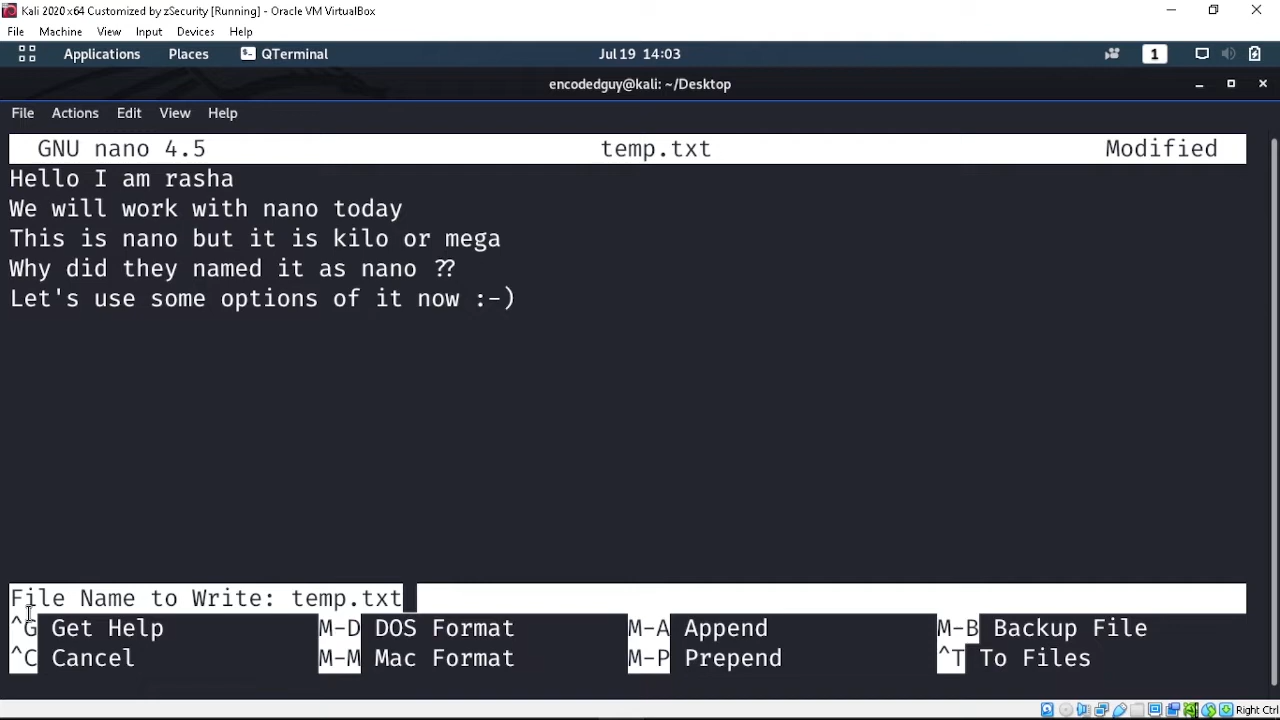 Kali 2020 x64 Customized by zSecurity [Running] - Oracle VM VirtualBox
File Machine View Input Devices Help
Applications Places QTerminal Jul 19 14:03 1
encodedguy@kali: ~/Desktop
File Actions Edit View Help
GNU nano 4.5 temp.txt Modified
Hello I am rasha
We will work with nano today
This is nano but it is kilo or mega
Why did they named it as nano ??
Let's use some options of it now :-)
File Name to Write: temp.txt
^G Get Help M-D DOS Format M-A Append M-B Backup File
^C Cancel M-M Mac Format M-P Prepend ^T To Files
Right Ctrl